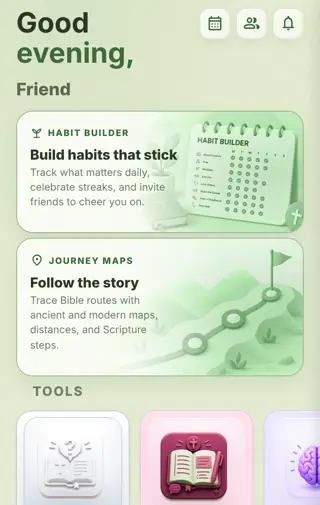 Good
evening,
Friend
HABIT BUILDER
Build habits that stick
Track what matters daily,
celebrate streaks, and invite
friends to cheer you on.
HABIT BUILDER
JOURNEY MAPS
Follow the story
Trace Bible routes with
ancient and modern maps,
distances, and Scripture
steps.
TOOLS